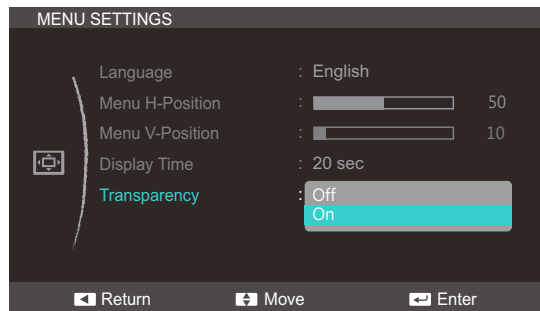 MENU SETTINGS
Language : English
Menu H-Position : 50
Menu V-Position : 10
Display Time : 20 sec
Transparency : Off
On
Return Move Enter